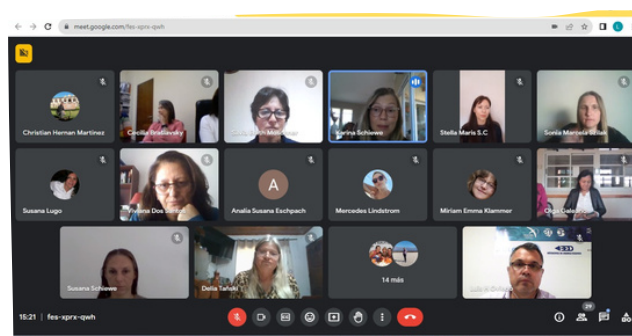 meet.google.com/fes-xprx-qwh
Christian Hernan Martinez
Cecilia Braslavsky
Karina Schiewe
Stella Maris S.C
Sonia Marcela
Susana Lugo
Viviana Dos Santos
A
Analia Susana Eschpach
Mercedes Lindstrom
Miriam Emma Klammer
Olga
Susana Schiewe
Delia Tañski
14 más
15:21 | fes-xprx-qwh
29